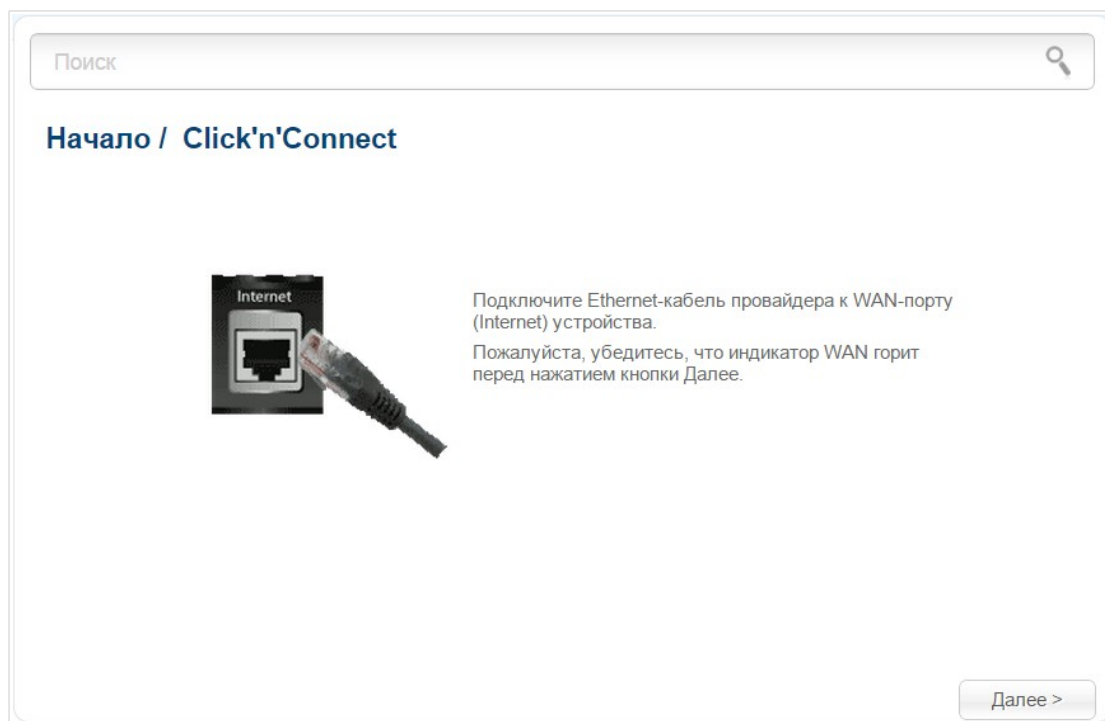 Поиск
Начало / Click'n'Connect
Internet
Подключите Ethernet-кабель провайдера к WAN-порту
(Internet) устройства.
Пожалуйста, убедитесь, что индикатор WAN горит
перед нажатием кнопки Далее.
Далее >